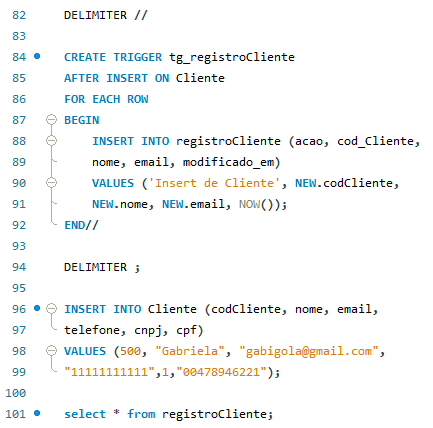 82 DELIMITER //
83
84 CREATE TRIGGER tg_registroCliente
85 AFTER INSERT ON Cliente
86 FOR EACH ROW
87 BEGIN
88 INSERT INTO registroCliente (acao, cod_Cliente,
89 nome, email, modificado_em)
90 VALUES ('Insert de Cliente', NEW.codCliente,
91 NEW.nome, NEW.email, NOW());
92 END//
93
94 DELIMITER ;
95
96 INSERT INTO Cliente (codCliente, nome, email,
97 telefone, cnpj, cpf)
98 VALUES (500, "Gabriela", "gabigola@gmail.com",
99 "11111111111",1,"00478946221");
100
101 select * from registroCliente;